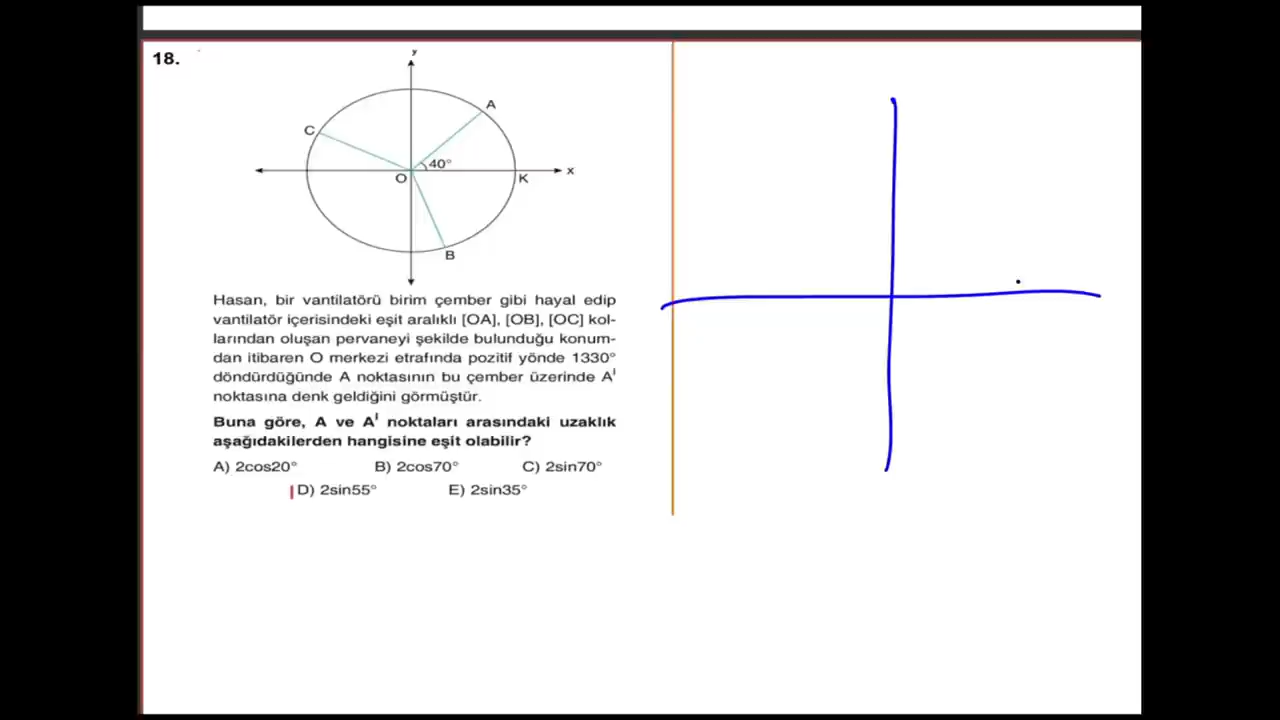 18.
y
A
C
40°
O
K
x
B
Hasan, bir vantilatörü birim çember gibi hayal edip
vantilatör içerisindeki eşit aralıklı [OA], [OB], [OC] kol-
larından oluşan pervaneyi şekilde bulunduğu konum-
dan itibaren O merkezi etrafında pozitif yönde 1330°
döndürdüğünde A noktasının bu çember üzerinde A'
noktasına denk geldiğini görmüştür.
Buna göre, A ve A' noktaları arasındaki uzaklık
aşağıdakilerden hangisine eşit olabilir?
A) 2cos20° B) 2cos70° C) 2sin70°
D) 2sin55° E) 2sin35°